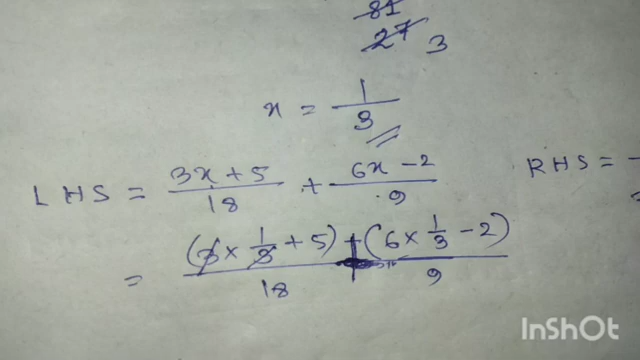 81
27 3
x = 1/3
LHS = (3x + 5)/18 + (6x - 2)/9 RHS =
= (3 × 1/3 + 5)/18 + (6 × 1/3 - 2)/9
InShOt